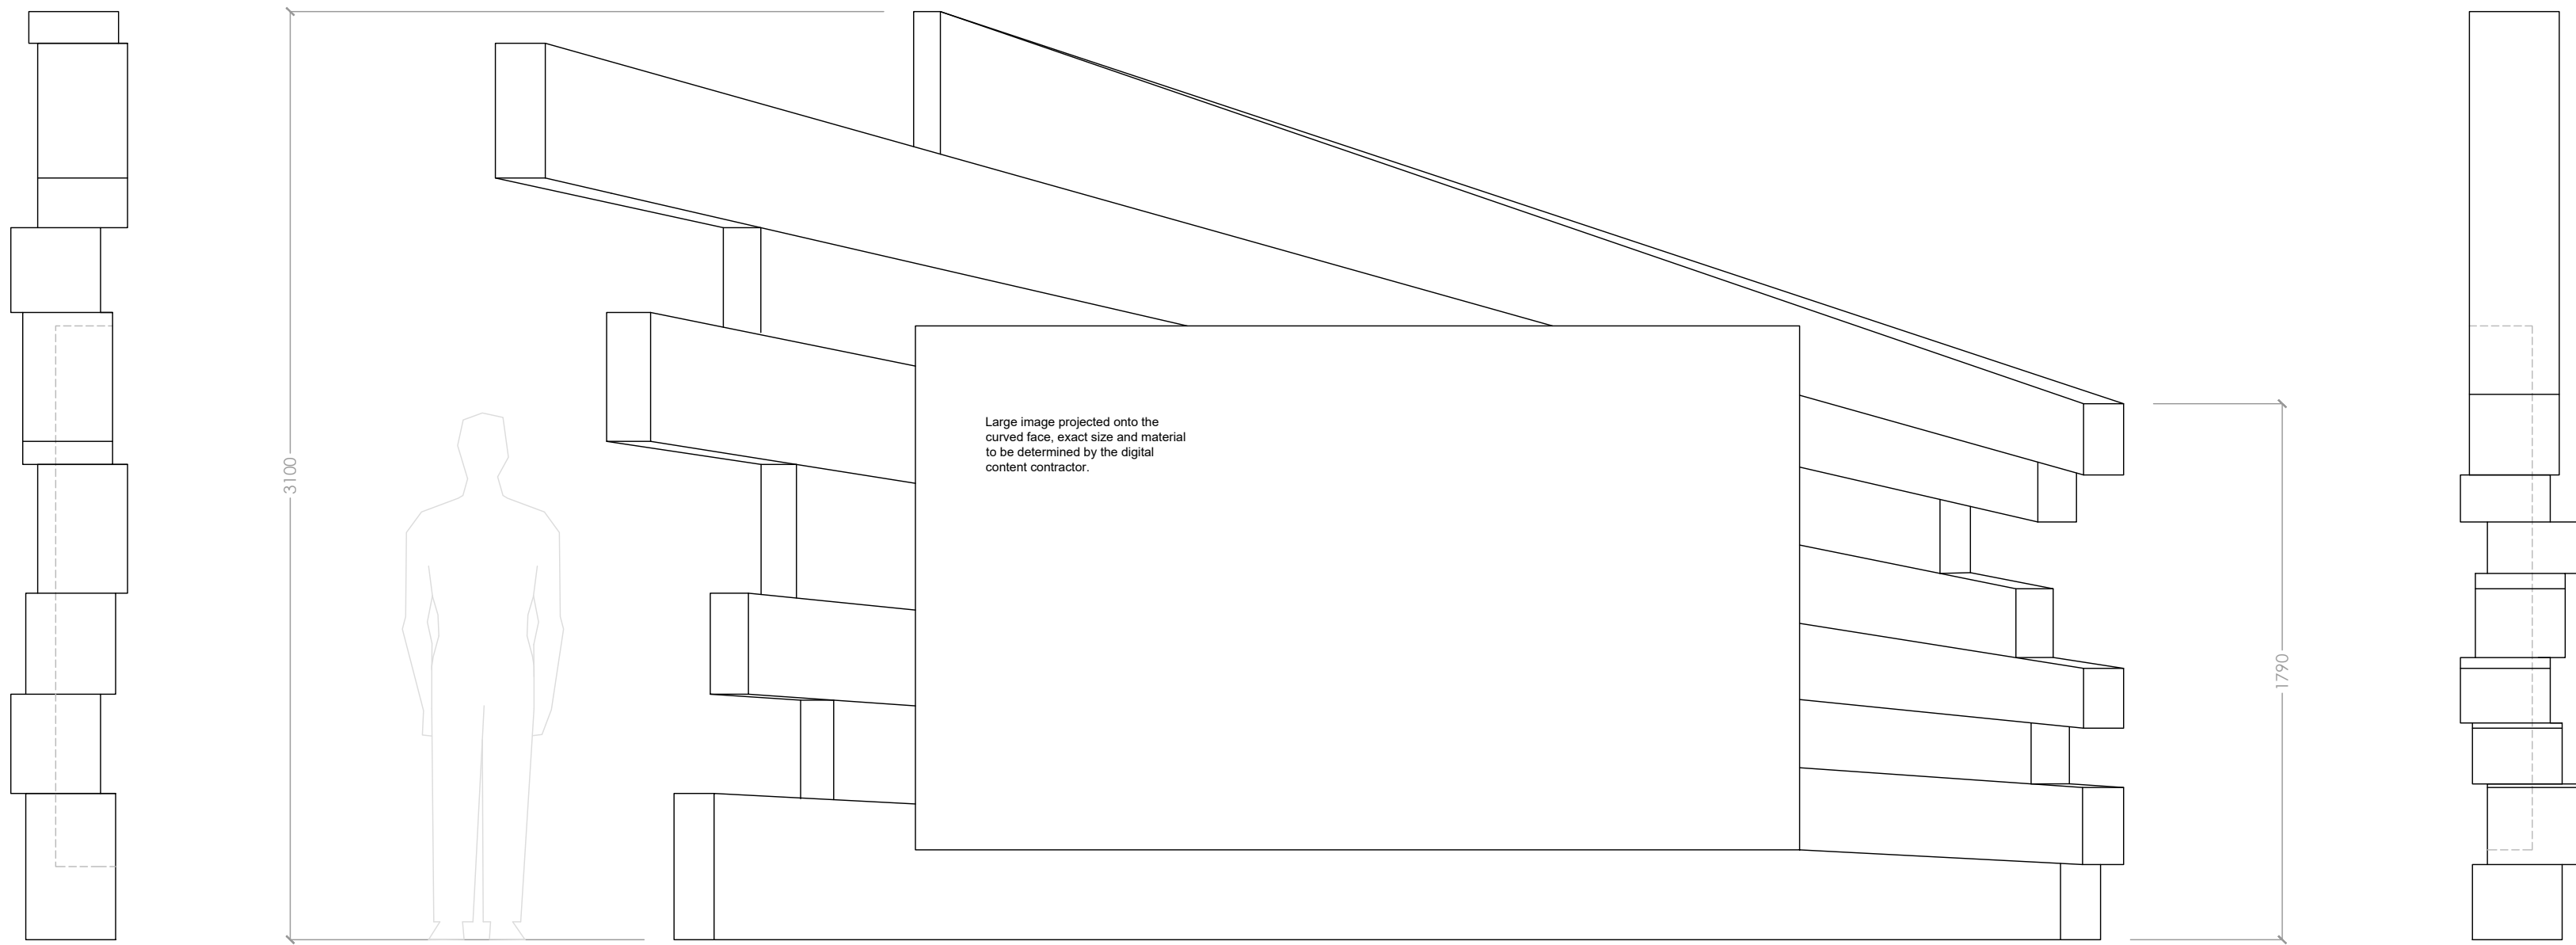 Large image projected onto the
curved face, exact size and material
to be determined by the digital
content contractor.
3100
1790